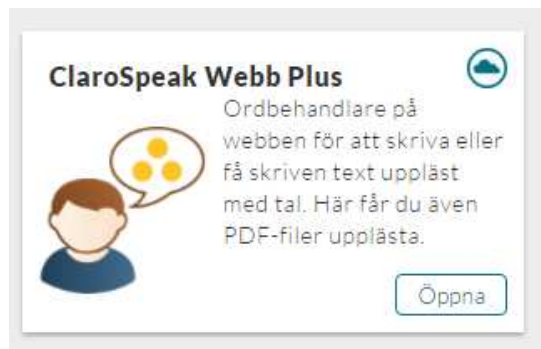 ClaroSpeak Webb Plus
Ordbehandlare på
webben för att skriva eller
få skriven text uppläst
med tal. Här får du även
PDF-filer upplästa.
Öppna